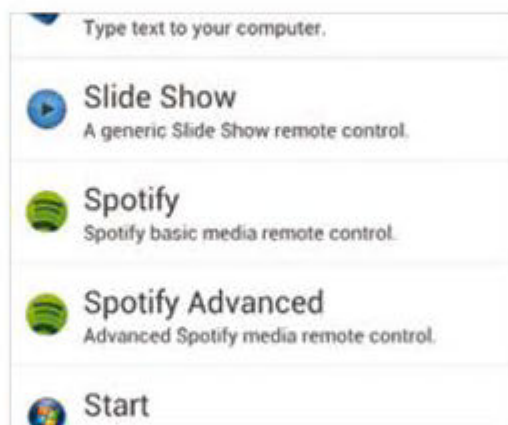 Type text to your computer.
Slide Show
A generic Slide Show remote control.
Spotify
Spotify basic media remote control.
Spotify Advanced
Advanced Spotify media remote control.
Start